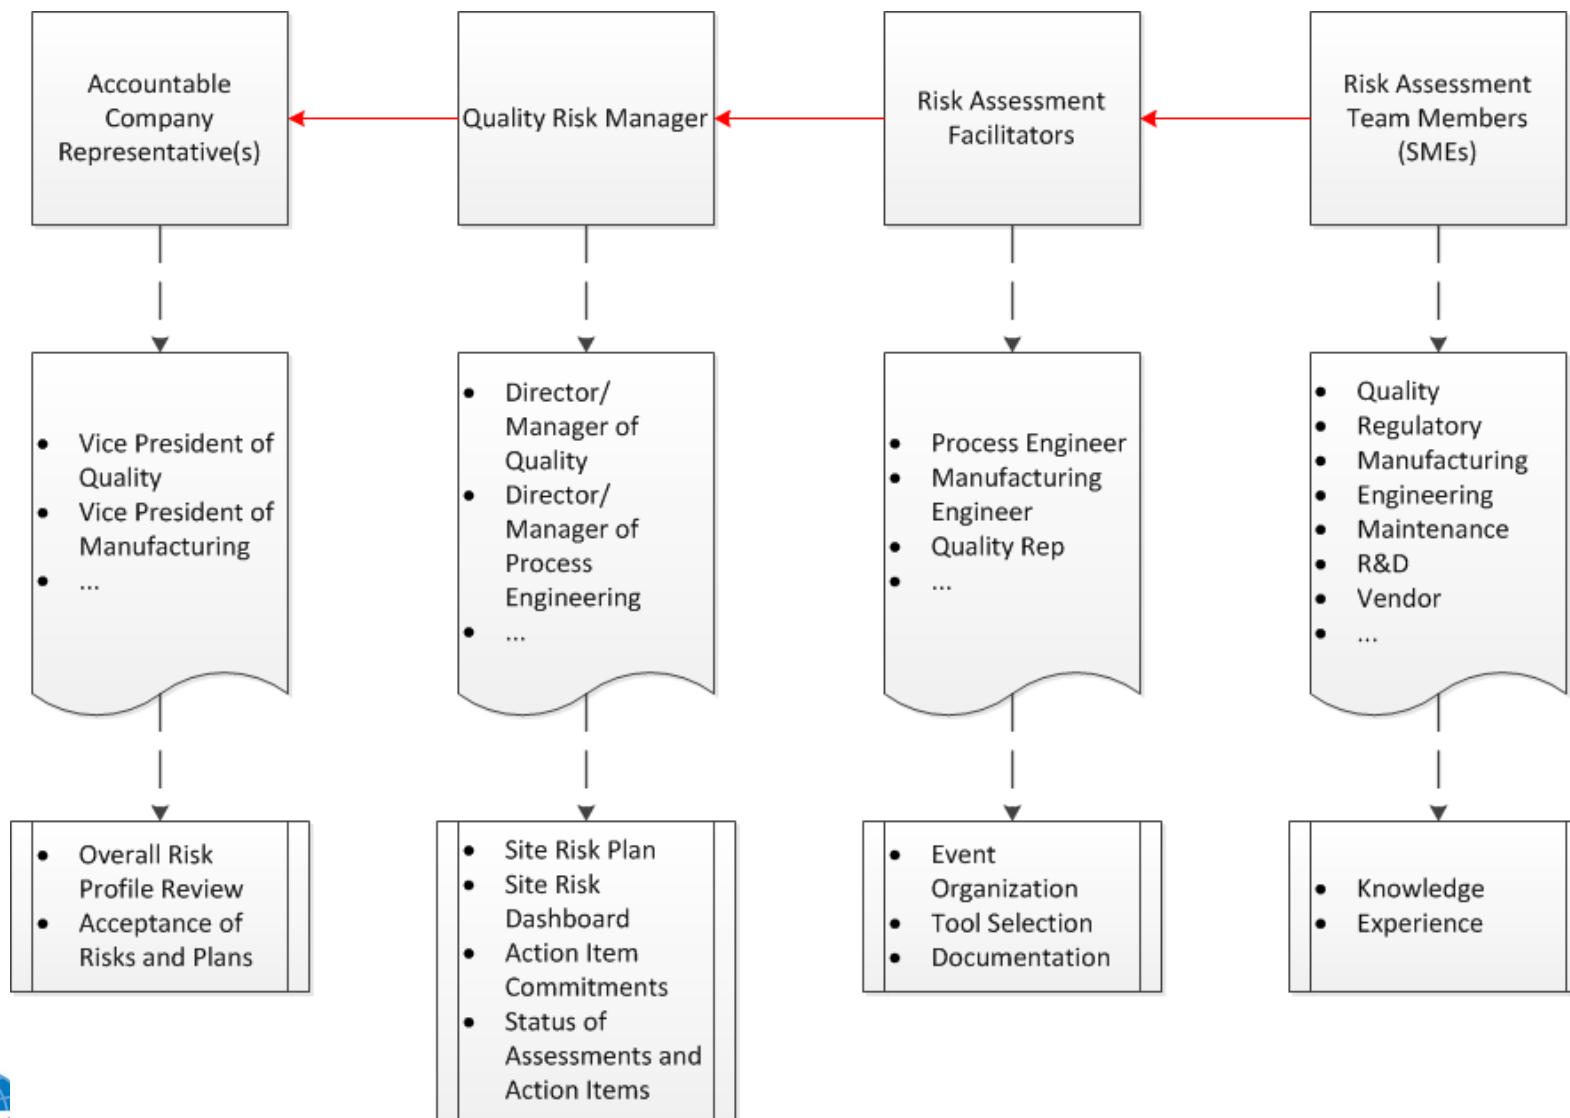 Accountable
Company
Representative(s)
Quality Risk Manager
Risk Assessment
Facilitators
Risk Assessment
Team Members
(SMEs)
• Vice President of
Quality
• Vice President of
Manufacturing
• ...
• Director/
Manager of
Quality
• Director/
Manager of
Process
Engineering
• ...
• Process Engineer
• Manufacturing
Engineer
• Quality Rep
• ...
• Quality
• Regulatory
• Manufacturing
• Engineering
• Maintenance
• R&D
• Vendor
• ...
• Overall Risk
Profile Review
• Acceptance of
Risks and Plans
• Site Risk Plan
• Site Risk
Dashboard
• Action Item
Commitments
• Status of
Assessments and
Action Items
• Event
Organization
• Tool Selection
• Documentation
• Knowledge
• Experience